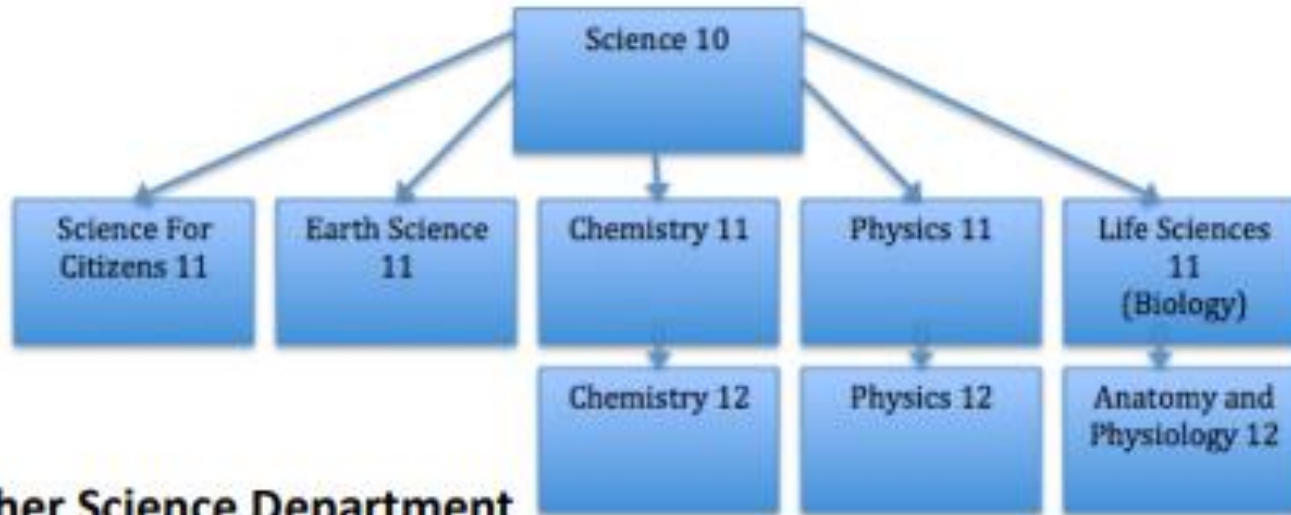 Science 10
Science For
Citizens 11
Earth Science
11
Chemistry 11
Physics 11
Life Sciences
11
(Biology)
Chemistry 12
Physics 12
Anatomy and
Physiology 12
Science Department